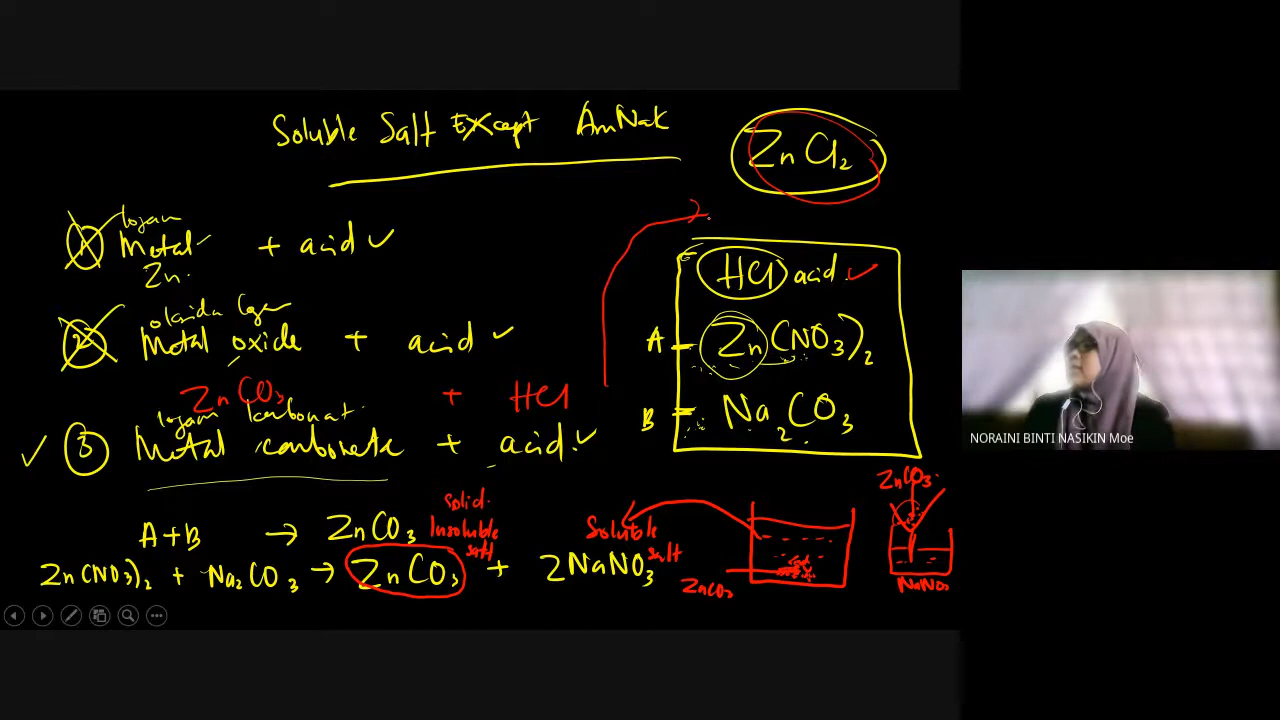 Soluble Salt Except AmNak
ZnCl₂
① logam
Metal + acid ✓
Zn
② oksida
Metal oxide + acid ✓
ZnCO₃ + HCl
logam karbonat
✓ ③ Metal carbonate + acid ✓
HCl acid ✓
A Zn(NO₃)₂
B Na₂CO₃
A+B → ZnCO₃
solid
Insoluble
salt
Zn(NO₃)₂ + Na₂CO₃ → ZnCO₃ + 2NaNO₃
Soluble
salt
ZnCO₃
ZnCO₃
NaNO₃
NORAINI BINTI NASIKIN Moe